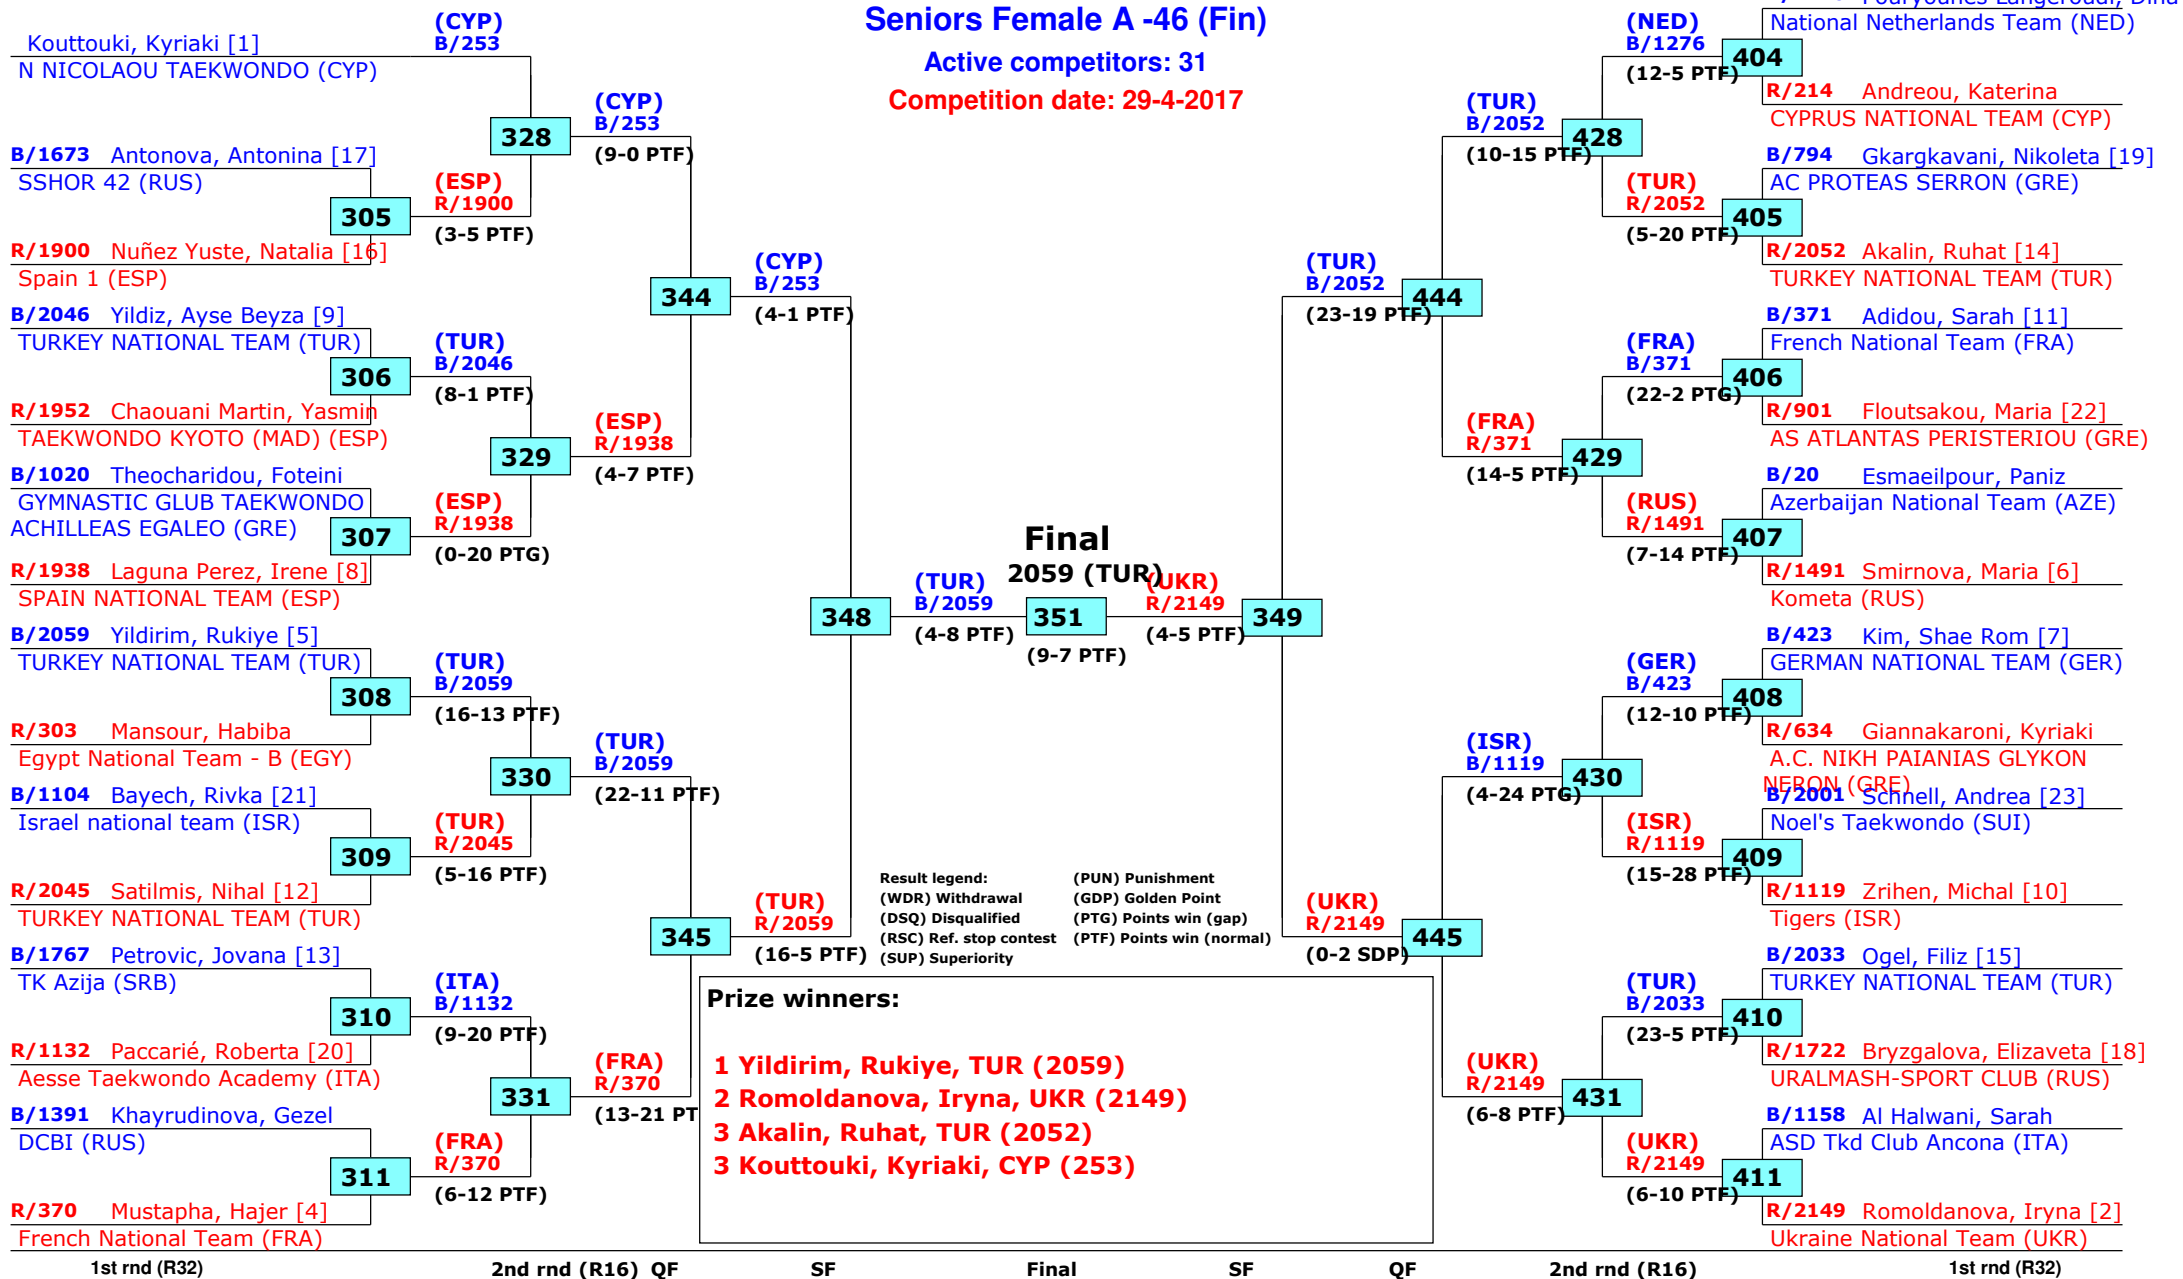 Seniors Female A -46 (Fin)
Active competitors: 31
Competition date: 29-4-2017
Kouttouki, Kyriaki [1]
N NICOLAOU TAEKWONDO (CYP)
B/1673 Antonova, Antonina [17]
SSHOR 42 (RUS)
305
R/1900 Nuñez Yuste, Natalia [16]
Spain 1 (ESP)
B/2046 Yildiz, Ayse Beyza [9]
TURKEY NATIONAL TEAM (TUR)
306
R/1952 Chaouani Martin, Yasmin
TAEKWONDO KYOTO (MAD) (ESP)
B/1020 Theocharidou, Foteini
GYMNASTIC GLUB TAEKWONDO
ACHILLEAS EGALEO (GRE)
307
R/1938 Laguna Perez, Irene [8]
SPAIN NATIONAL TEAM (ESP)
B/2059 Yildirim, Rukiye [5]
TURKEY NATIONAL TEAM (TUR)
308
R/303 Mansour, Habiba
Egypt National Team - B (EGY)
B/1104 Bayech, Rivka [21]
Israel national team (ISR)
309
R/2045 Satilmis, Nihal [12]
TURKEY NATIONAL TEAM (TUR)
B/1767 Petrovic, Jovana [13]
TK Azija (SRB)
310
R/1132 Paccarié, Roberta [20]
Aesse Taekwondo Academy (ITA)
B/1391 Khayrudinova, Gezel
DCBI (RUS)
311
R/370 Mustapha, Hajer [4]
French National Team (FRA)
(CYP)
B/253
328
(ESP)
R/1900
(3-5 PTF)
(TUR)
B/2046
(8-1 PTF)
329
(ESP)
R/1938
(0-20 PTG)
(TUR)
B/2059
(16-13 PTF)
330
(TUR)
R/2045
(5-16 PTF)
(ITA)
B/1132
(9-20 PTF)
331
(FRA)
R/370
(6-12 PTF)
(CYP)
B/253
(9-0 PTF)
344
(ESP)
R/1938
(4-7 PTF)
(TUR)
B/2059
(22-11 PTF)
345
(FRA)
R/370
(13-21 PT
(CYP)
B/253
(4-1 PTF)
348
(TUR)
R/2059
(16-5 PTF)
Final
2059 (TUR)
(TUR)
B/2059
(4-8 PTF)
351
(9-7 PTF)
(UKR)
R/2149
(4-5 PTF)
349
(TUR)
B/2052
(23-19 PTF)
444
(UKR)
R/2149
(0-2 SDP)
445
(TUR)
B/2052
(10-15 PTF)
428
(FRA)
R/371
(14-5 PTF)
429
(ISR)
B/1119
(4-24 PTG)
430
(UKR)
R/2149
(6-8 PTF)
431
(NED)
B/1276
(12-5 PTF)
404
(TUR)
R/2052
(5-20 PTF)
405
(FRA)
B/371
(22-2 PTG)
406
(RUS)
R/1491
(7-14 PTF)
407
(GER)
B/423
(12-10 PTF)
408
(ISR)
R/1119
(15-28 PTF)
409
(TUR)
B/2033
(23-5 PTF)
410
(UKR)
R/2149
(6-10 PTF)
411
National Netherlands Team (NED)
R/214 Andreou, Katerina
CYPRUS NATIONAL TEAM (CYP)
B/794 Gkargkavani, Nikoleta [19]
AC PROTEAS SERRON (GRE)
R/2052 Akalin, Ruhat [14]
TURKEY NATIONAL TEAM (TUR)
B/371 Adidou, Sarah [11]
French National Team (FRA)
R/901 Floutsakou, Maria [22]
AS ATLANTAS PERISTERIOU (GRE)
B/20 Esmaeilpour, Paniz
Azerbaijan National Team (AZE)
R/1491 Smirnova, Maria [6]
Kometa (RUS)
B/423 Kim, Shae Rom [7]
GERMAN NATIONAL TEAM (GER)
R/634 Giannakaroni, Kyriaki
A.C. NIKH PAIANIAS GLYKON
NERON (GRE)
B/2001 Schnell, Andrea [23]
Noel's Taekwondo (SUI)
R/1119 Zrihen, Michal [10]
Tigers (ISR)
B/2033 Ogel, Filiz [15]
TURKEY NATIONAL TEAM (TUR)
R/1722 Bryzgalova, Elizaveta [18]
URALMASH-SPORT CLUB (RUS)
B/1158 Al Halwani, Sarah
ASD Tkd Club Ancona (ITA)
R/2149 Romoldanova, Iryna [2]
Ukraine National Team (UKR)
Result legend:
(WDR) Withdrawal
(DSQ) Disqualified
(RSC) Ref. stop contest
(SUP) Superiority
(PUN) Punishment
(GDP) Golden Point
(PTG) Points win (gap)
(PTF) Points win (normal)
Prize winners:
1 Yildirim, Rukiye, TUR (2059)
2 Romoldanova, Iryna, UKR (2149)
3 Akalin, Ruhat, TUR (2052)
3 Kouttouki, Kyriaki, CYP (253)
1st rnd (R32) 2nd rnd (R16) QF SF Final SF QF 2nd rnd (R16) 1st rnd (R32)